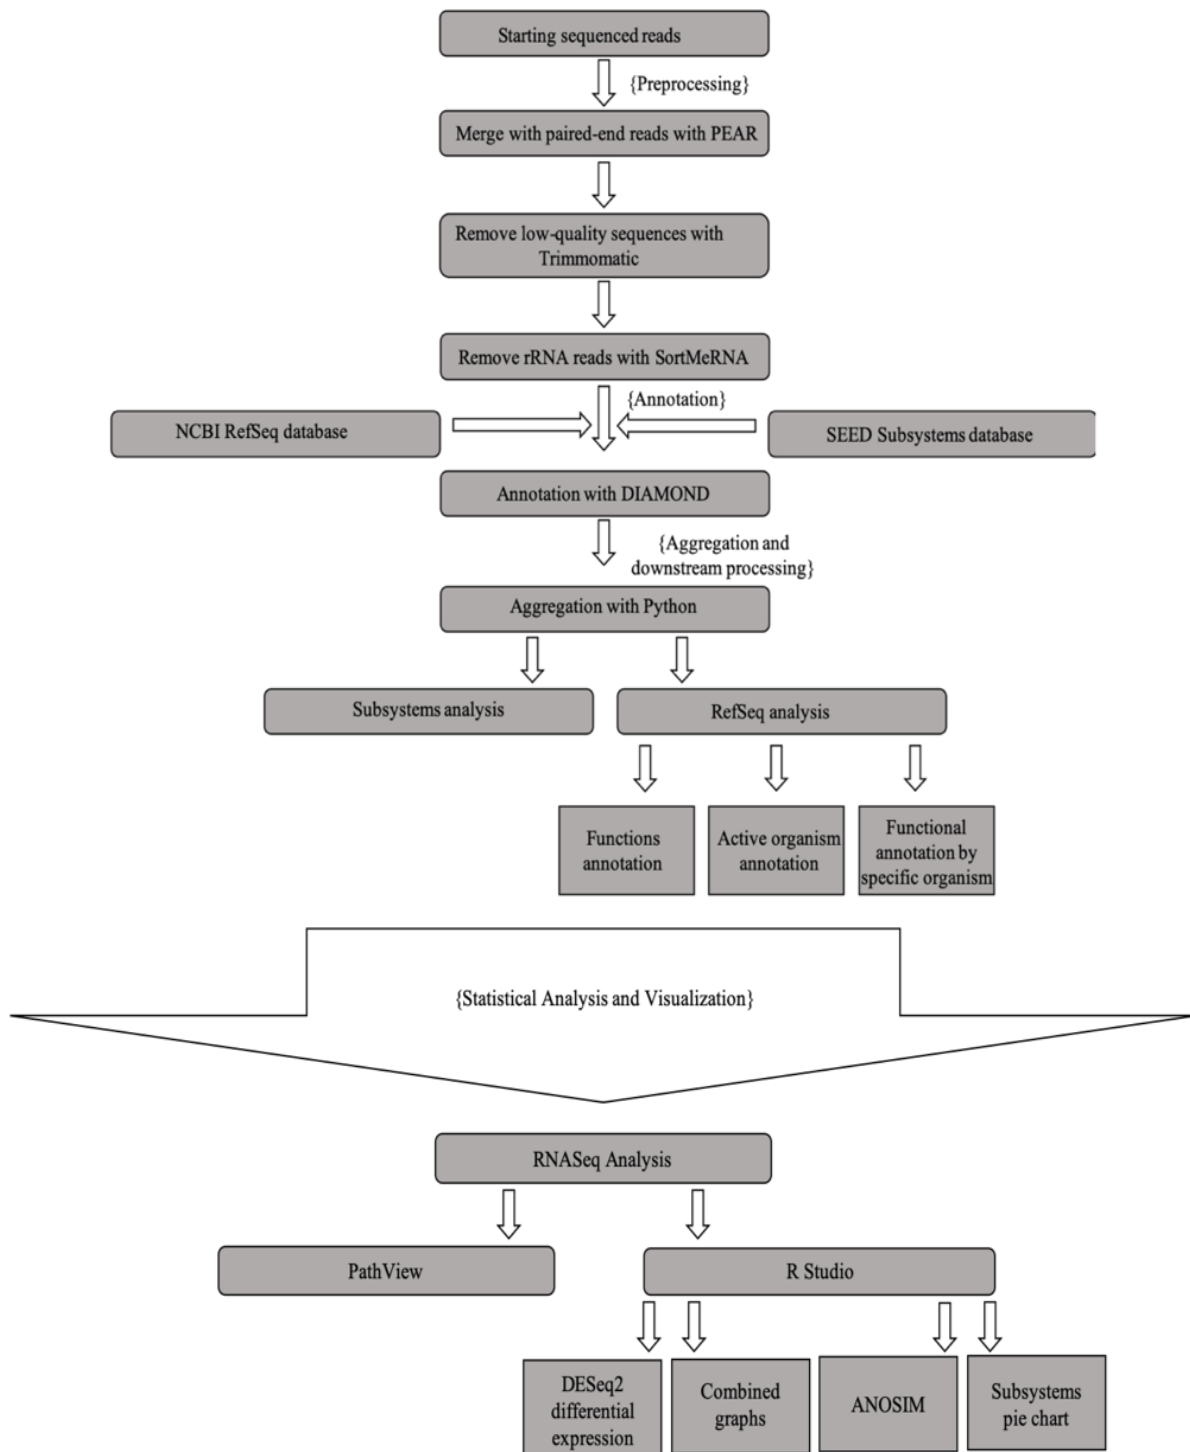 Starting sequenced reads
{Preprocessing}
Merge with paired-end reads with PEAR
Remove low-quality sequences with
Trimmomatic
Remove rRNA reads with SortMeRNA
{Annotation}
NCBI RefSeq database
SEED Subsystems database
Annotation with DIAMOND
{Aggregation and
downstream processing}
Aggregation with Python
Subsystems analysis
RefSeq analysis
Functions
annotation
Active organism
annotation
Functional
annotation by
specific organism
{Statistical Analysis and Visualization}
RNASeq Analysis
PathView
R Studio
DESeq2
differential
expression
Combined
graphs
ANOSIM
Subsystems
pie chart